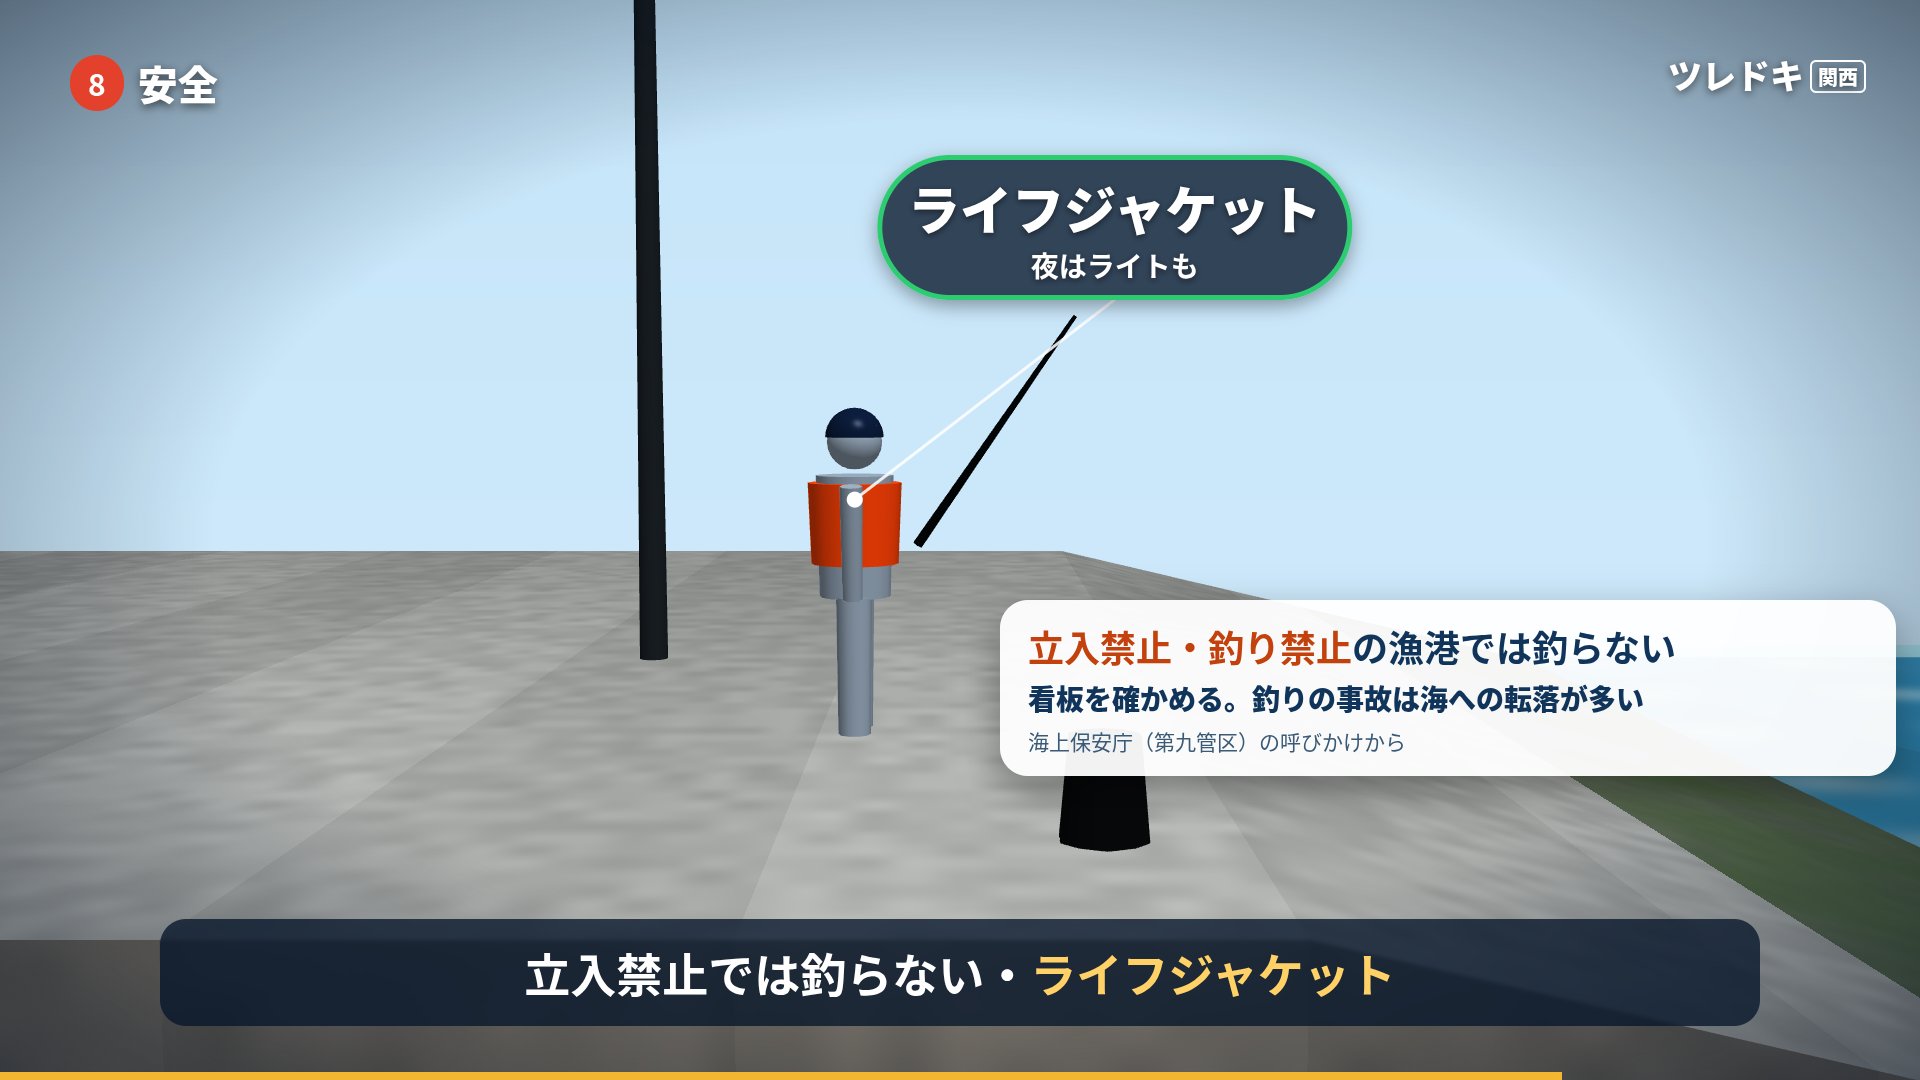 8 安全
ツレドキ 関西
ライフジャケット
夜はライトも
立入禁止・釣り禁止の漁港では釣らない
看板を確かめる。釣りの事故は海への転落が多い
海上保安庁（第九管区）の呼びかけから
立入禁止では釣らない・ライフジャケット